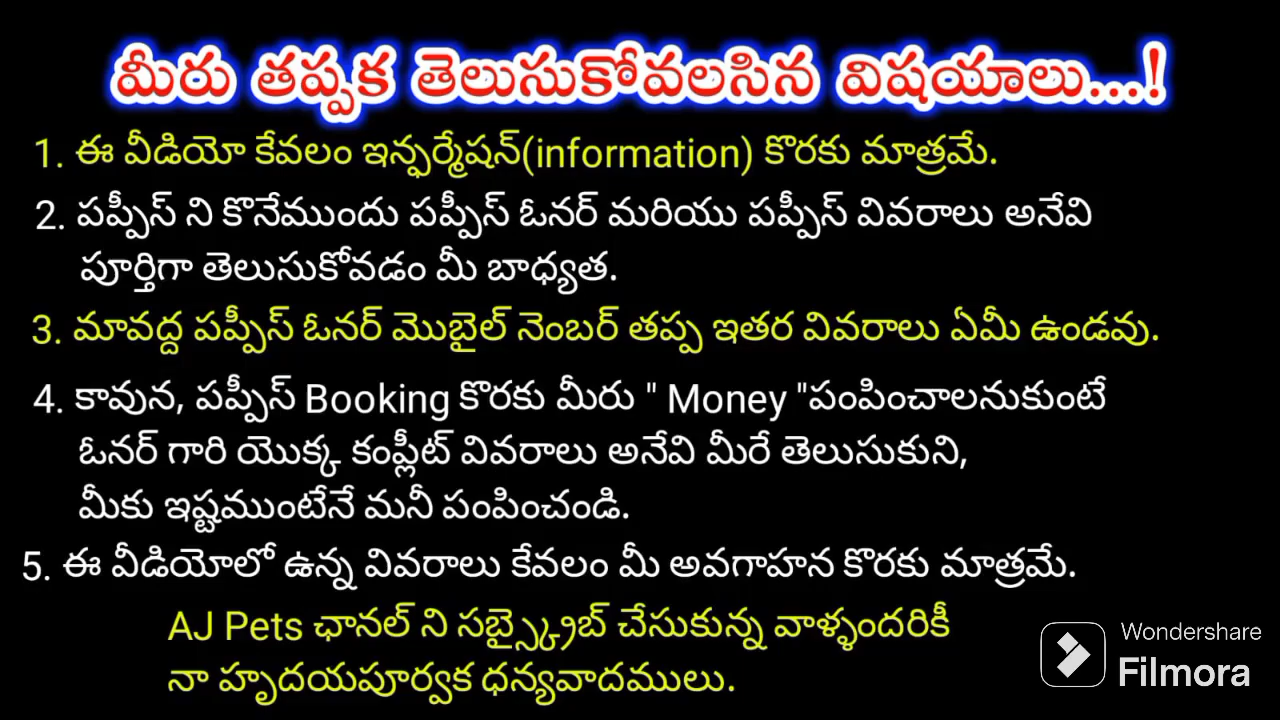 మీరు తప్పక తెలుసుకోవలసిన విషయాలు...!
1. ఈ వీడియో కేవలం ఇన్ఫర్మేషన్(information) కొరకు మాత్రమే.
2. పప్పీస్ ని కొనేముందు పప్పీస్ ఓనర్ మరియు పప్పీస్ వివరాలు అనేవి
పూర్తిగా తెలుసుకోవడం మీ బాధ్యత.
3. మావద్ద పప్పీస్ ఓనర్ మొబైల్ నెంబర్ తప్ప ఇతర వివరాలు ఏమీ ఉండవు.
4. కావున, పప్పీస్ Booking కొరకు మీరు " Money "పంపించాలనుకుంటే
ఓనర్ గారి యొక్క కంప్లీట్ వివరాలు అనేవి మీరే తెలుసుకుని,
మీకు ఇష్టముంటేనే మనీ పంపించండి.
5. ఈ వీడియోలో ఉన్న వివరాలు కేవలం మీ అవగాహన కొరకు మాత్రమే.
AJ Pets ఛానల్ ని సబ్స్క్రైబ్ చేసుకున్న వాళ్ళందరికీ
నా హృదయపూర్వక ధన్యవాదములు.
Wondershare
Filmora